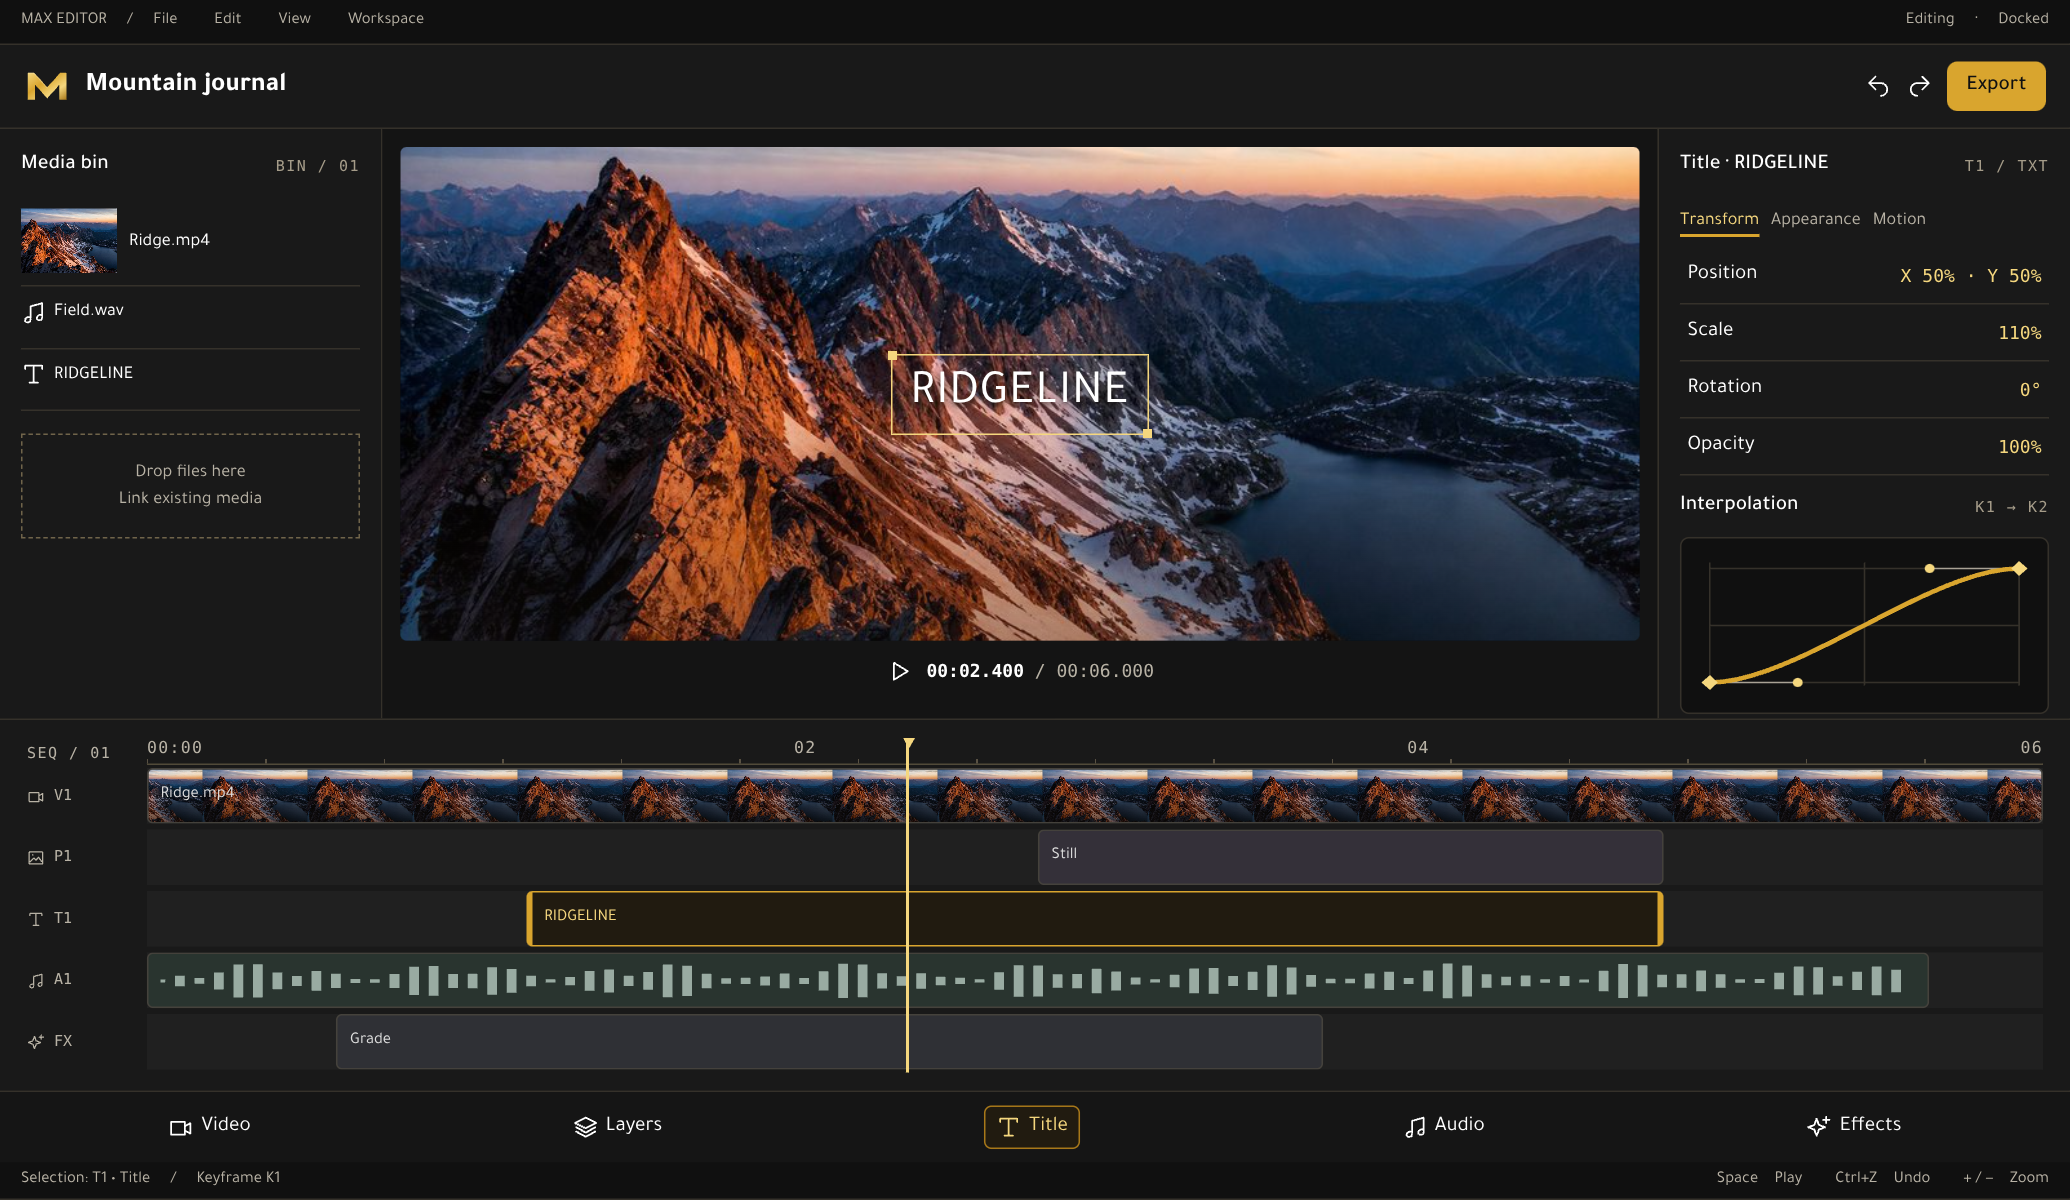 MAX EDITOR / File Edit View Workspace Editing · Docked
Mountain journal Export
Media bin BIN / 01
Ridge.mp4
Field.wav
RIDGELINE
Drop files here
Link existing media
RIDGELINE
00:02.400 / 00:06.000
Title · RIDGELINE T1 / TXT
Transform Appearance Motion
Position X 50% · Y 50%
Scale 110%
Rotation 0°
Opacity 100%
Interpolation K1 → K2
SEQ / 01 00:00 02 04 06
V1 Ridge.mp4
P1 Still
T1 RIDGELINE
A1
FX Grade
Video Layers Title Audio Effects
Selection: T1 • Title / Keyframe K1 Space Play Ctrl+Z Undo + / − Zoom